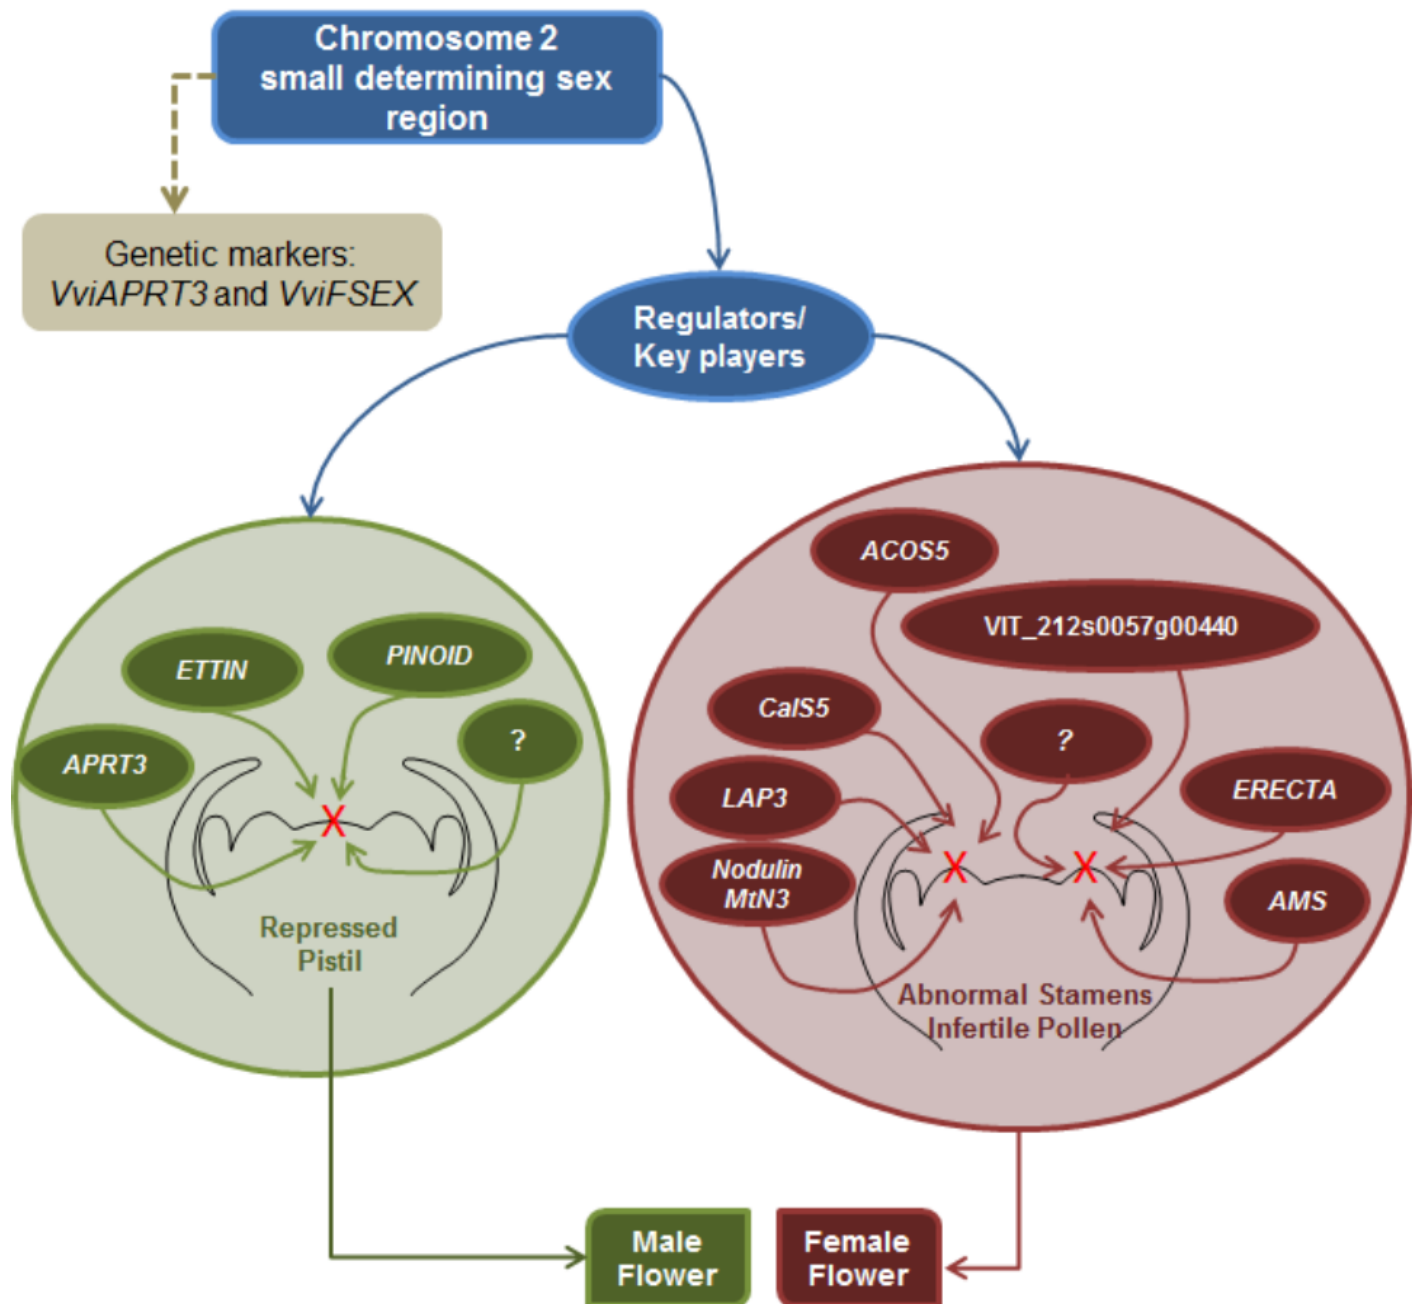 Chromosome 2
small determining sex
region
Genetic markers:
VviAPRT3 and VviFSEX
Regulators/
Key players
ETTIN
PINOID
APRT3
?
Repressed
Pistil
ACOS5
VIT_212s0057g00440
CalS5
?
LAP3
ERECTA
Nodulin
MtN3
AMS
Abnormal Stamens
Infertile Pollen
X
X
X
Male
Flower
Female
Flower